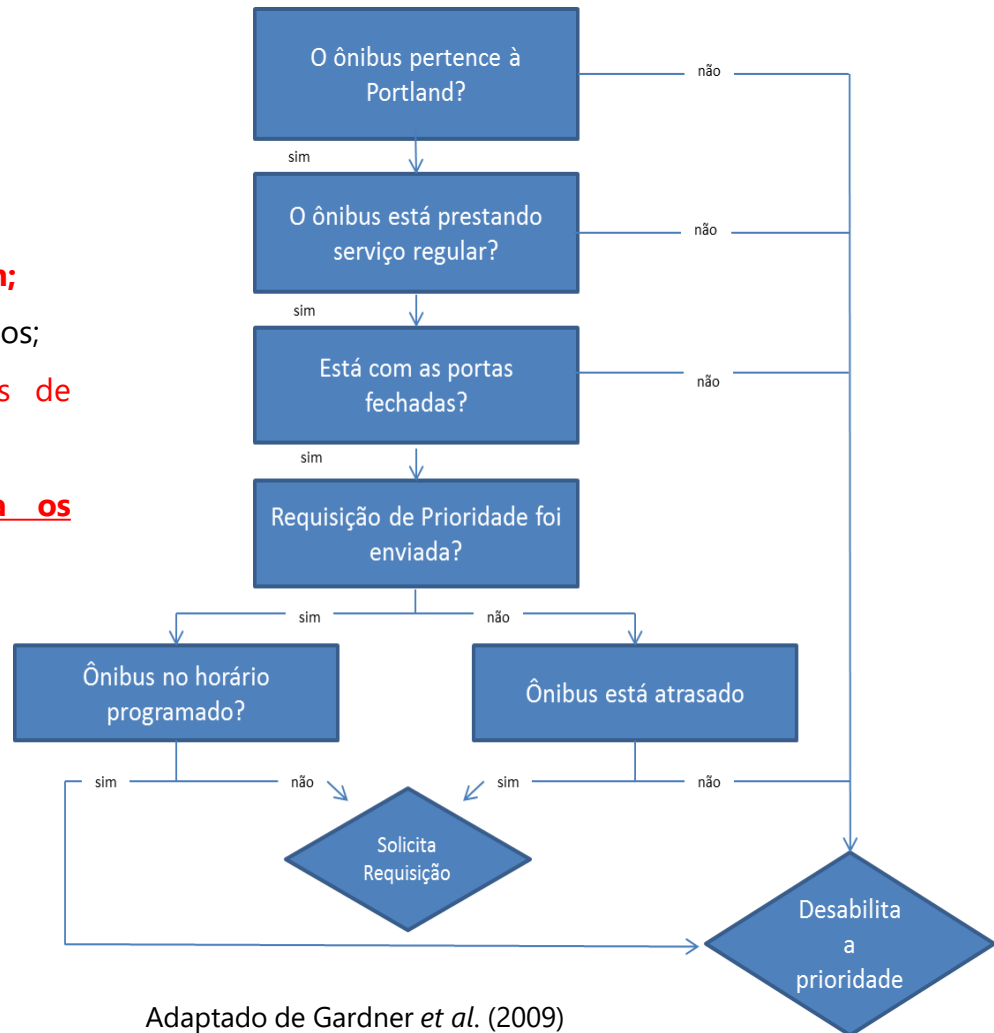 O ônibus pertence à
Portland?
não
sim
O ônibus está prestando
serviço regular?
não
sim
Está com as portas
fechadas?
não
sim
Requisição de Prioridade foi
enviada?
sim
não
Ônibus no horário
programado?
Ônibus está atrasado
sim
não
sim
não
Solicita
Requisição
Desabilita
a
prioridade
;
os;
s de
os
Adaptado de Gardner et al. (2009)